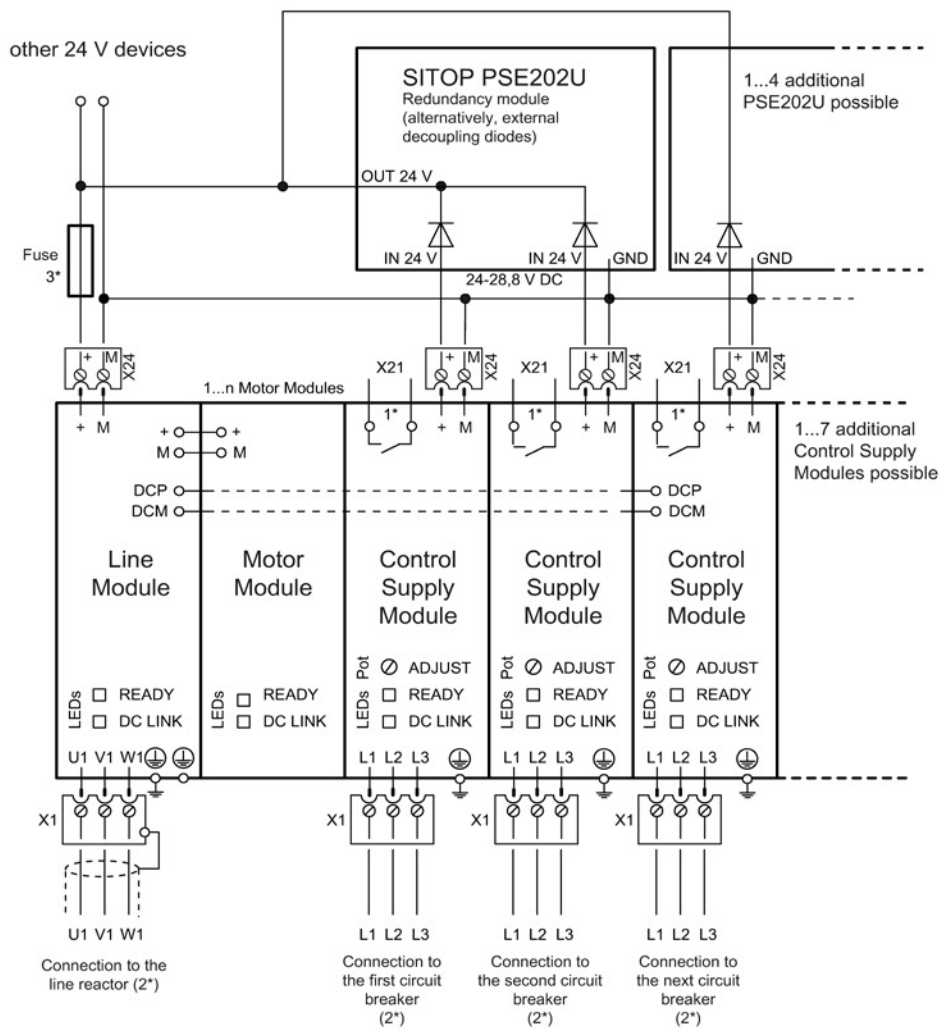 other 24 V devices
SITOP PSE202U
Redundancy module
(alternatively, external
decoupling diodes)
1...4 additional
PSE202U possible
OUT 24 V
Fuse
3*
IN 24 V
IN 24 V
GND
IN 24 V
GND
24-28,8 V DC
+ M
X24
+ M
X24
+ M
X24
+ M
X24
1...n Motor Modules
X21
X21
X21
1*
1*
1*
+ M
+ M
+ M
+ M
1...7 additional
Control Supply
Modules possible
+ +
M M
DCP DCP
DCM DCM
Line
Module
Motor
Module
Control
Supply
Module
Control
Supply
Module
Control
Supply
Module
LEDs
READY
DC LINK
LEDs
READY
DC LINK
Pot
ADJUST
LEDs
READY
DC LINK
Pot
ADJUST
LEDs
READY
DC LINK
Pot
ADJUST
LEDs
READY
DC LINK
U1 V1 W1
L1 L2 L3
L1 L2 L3
L1 L2 L3
X1
X1
X1
X1
U1 V1 W1
L1 L2 L3
L1 L2 L3
L1 L2 L3
Connection to the
line reactor (2*)
Connection to
the first circuit
breaker
(2*)
Connection to
the second circuit
breaker
(2*)
Connection to
the next circuit
breaker
(2*)